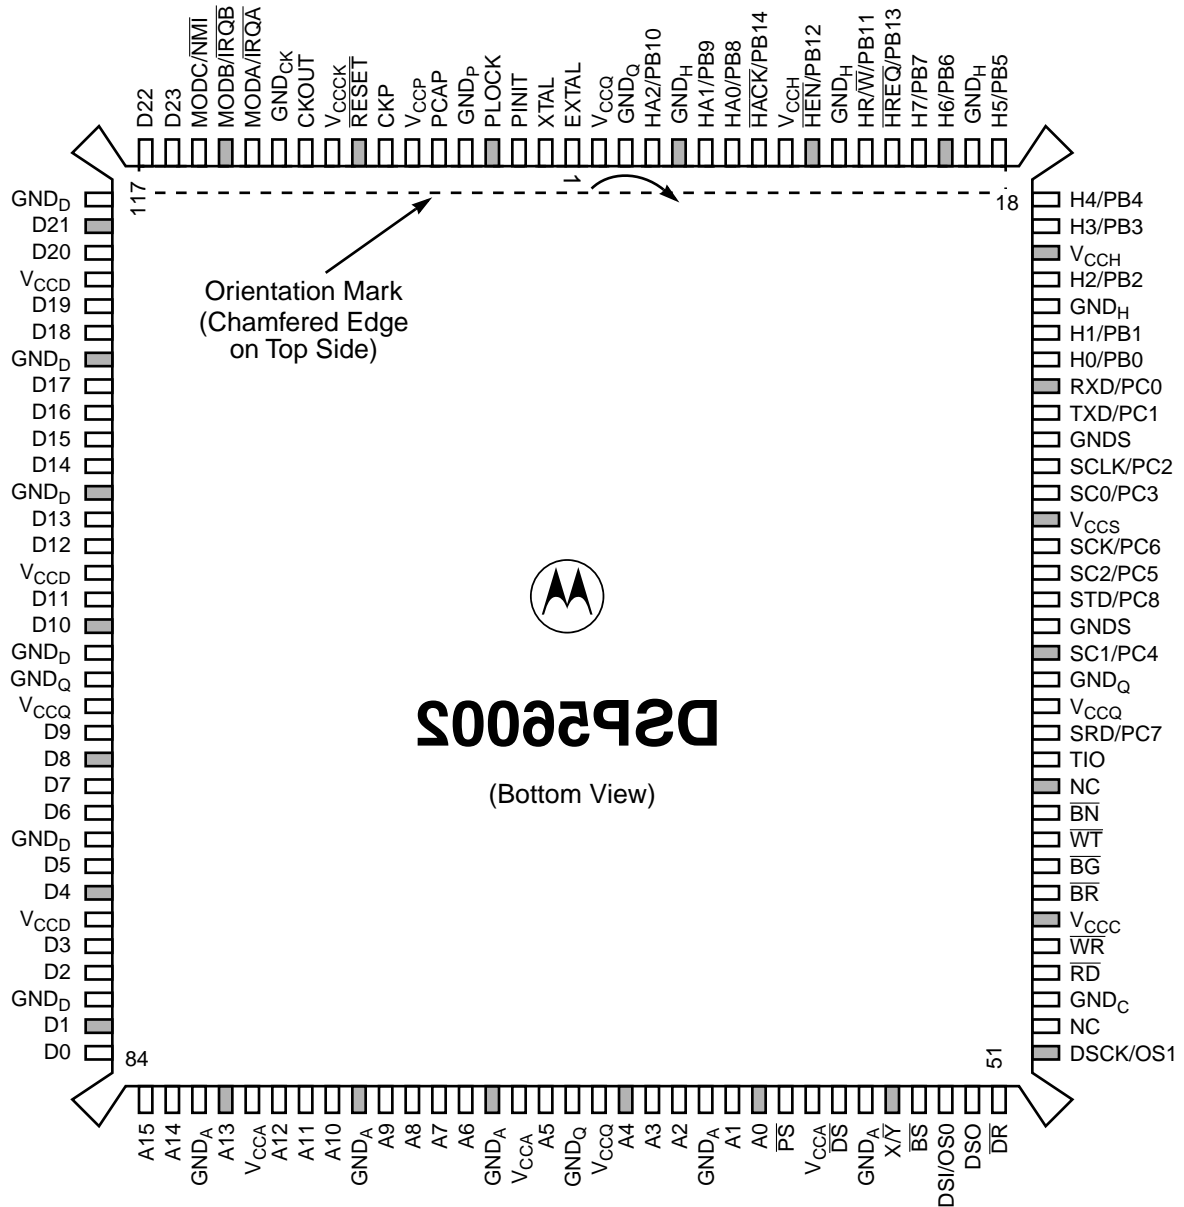 D22
D23
MODC/NMI
MODB/IRQB
MODA/IRQA
GNDCK
CKOUT
VCCCK
RESET
CKP
VCCP
PCAP
GNDP
PLOCK
PINIT
XTAL
EXTAL
VCCQ
GNDQ
HA2/PB10
GNDH
HA1/PB9
HA0/PB8
HACK/PB14
VCCH
HEN/PB12
GNDH
HR/W/PB11
HREQ/PB13
H7/PB7
H6/PB6
GNDH
H5/PB5
117
1
18
GNDD
D21
D20
VCCD
D19
D18
GNDD
D17
D16
D15
D14
GNDD
D13
D12
VCCD
D11
D10
GNDD
GNDQ
VCCQ
D9
D8
D7
D6
GNDD
D5
D4
VCCD
D3
D2
GNDD
D1
D0
Orientation Mark
(Chamfered Edge
on Top Side)
DSP56002
(Bottom View)
H4/PB4
H3/PB3
VCCH
H2/PB2
GNDH
H1/PB1
H0/PB0
RXD/PC0
TXD/PC1
GNDS
SCLK/PC2
SC0/PC3
VCCS
SCK/PC6
SC2/PC5
STD/PC8
GNDS
SC1/PC4
GNDQ
VCCQ
SRD/PC7
TIO
NC
BN
WT
BG
BR
VCCC
WR
RD
GNDC
NC
DSCK/OS1
84
51
A15
A14
GNDA
A13
VCCA
A12
A11
A10
GNDA
A9
A8
A7
A6
GNDA
VCCA
A5
GNDQ
VCCQ
A4
A3
A2
GNDA
A1
A0
PS
VCCA
DS
GNDA
X/Y
BS
DSI/OS0
DSO
DR